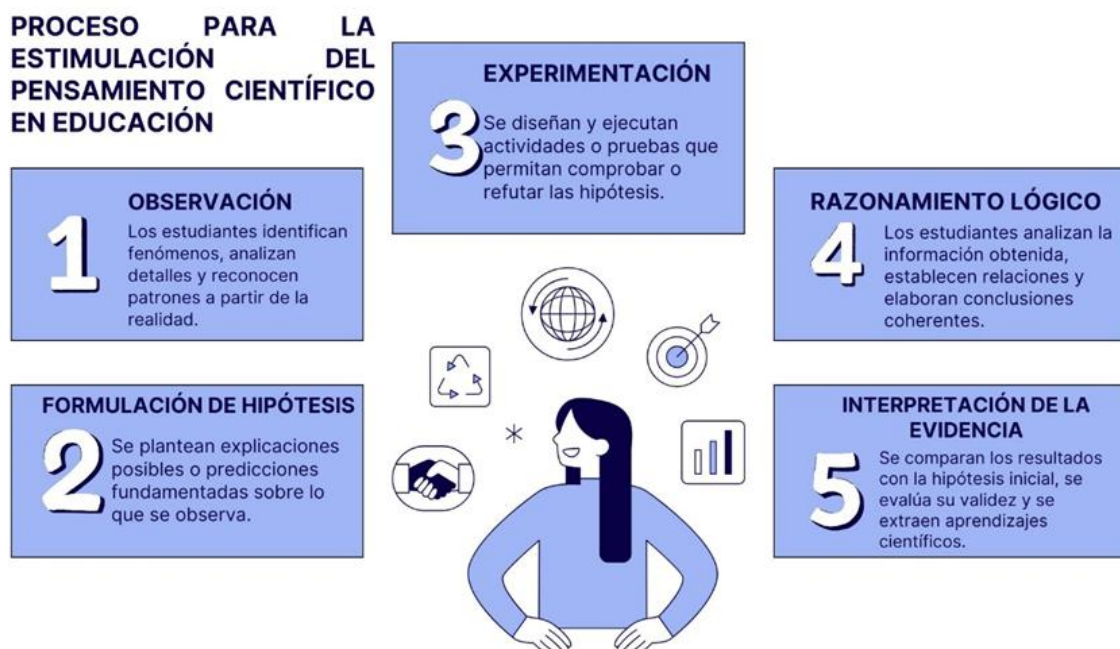 PROCESO PARA LA
ESTIMULACIÓN DEL
PENSAMIENTO CIENTÍFICO
EN EDUCACIÓN
1
OBSERVACIÓN
Los estudiantes identifican
fenómenos, analizan
detalles y reconocen
patrones a partir de la
realidad.
FORMULACIÓN DE HIPÓTESIS
2
Se plantean explicaciones
posibles o predicciones
fundamentadas sobre lo
que se observa.
EXPERIMENTACIÓN
3
Se diseñan y ejecutan
actividades o pruebas que
permitan comprobar o
refutar las hipótesis.
RAZONAMIENTO LÓGICO
4
Los estudiantes analizan la
información obtenida,
establecen relaciones y
elaboran conclusiones
coherentes.
INTERPRETACIÓN DE LA
EVIDENCIA
5
Se comparan los resultados
con la hipótesis inicial, se
evalúa su validez y se
extraen aprendizajes
científicos.